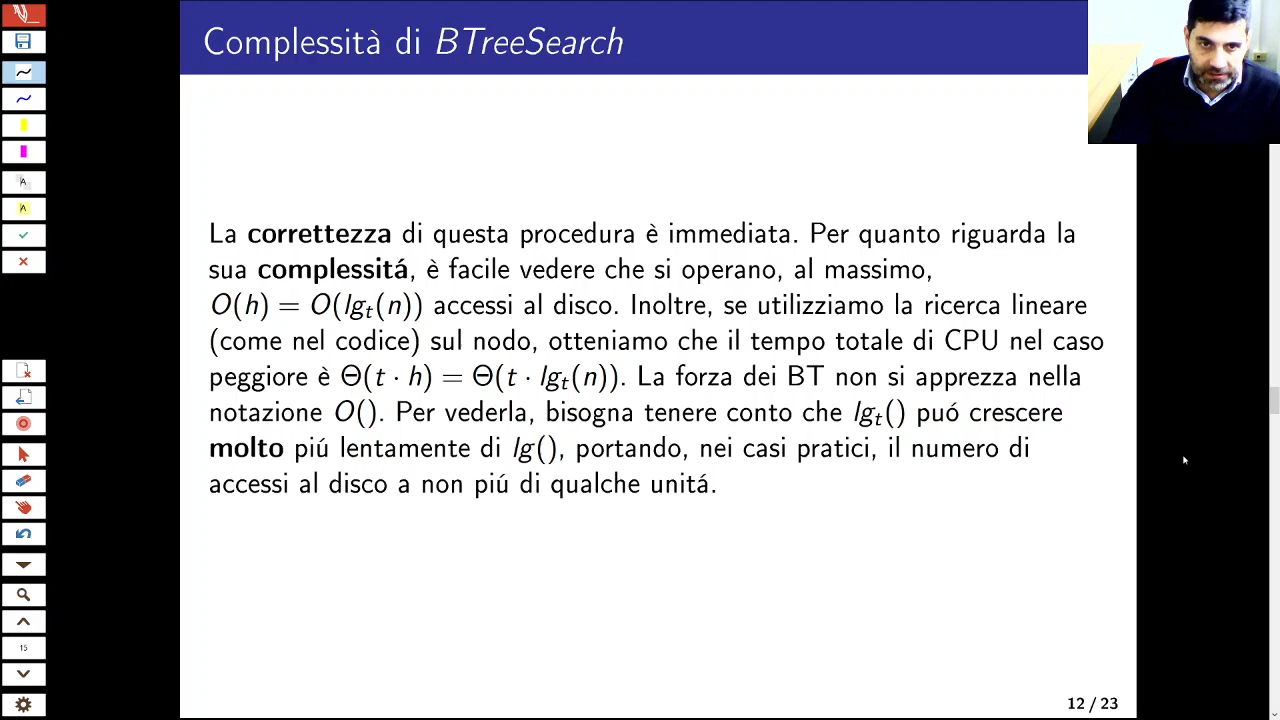 Complessità di BTreeSearch
La correttezza di questa procedura è immediata. Per quanto riguarda la
sua complessitá, è facile vedere che si operano, al massimo,
O(h) = O(lg_t(n)) accessi al disco. Inoltre, se utilizziamo la ricerca lineare
(come nel codice) sul nodo, otteniamo che il tempo totale di CPU nel caso
peggiore è Θ(t · h) = Θ(t · lg_t(n)). La forza dei BT non si apprezza nella
notazione O(). Per vederla, bisogna tenere conto che lg_t() puó crescere
molto piú lentamente di lg(), portando, nei casi pratici, il numero di
accessi al disco a non piú di qualche unitá.
12 / 23
A
A
15